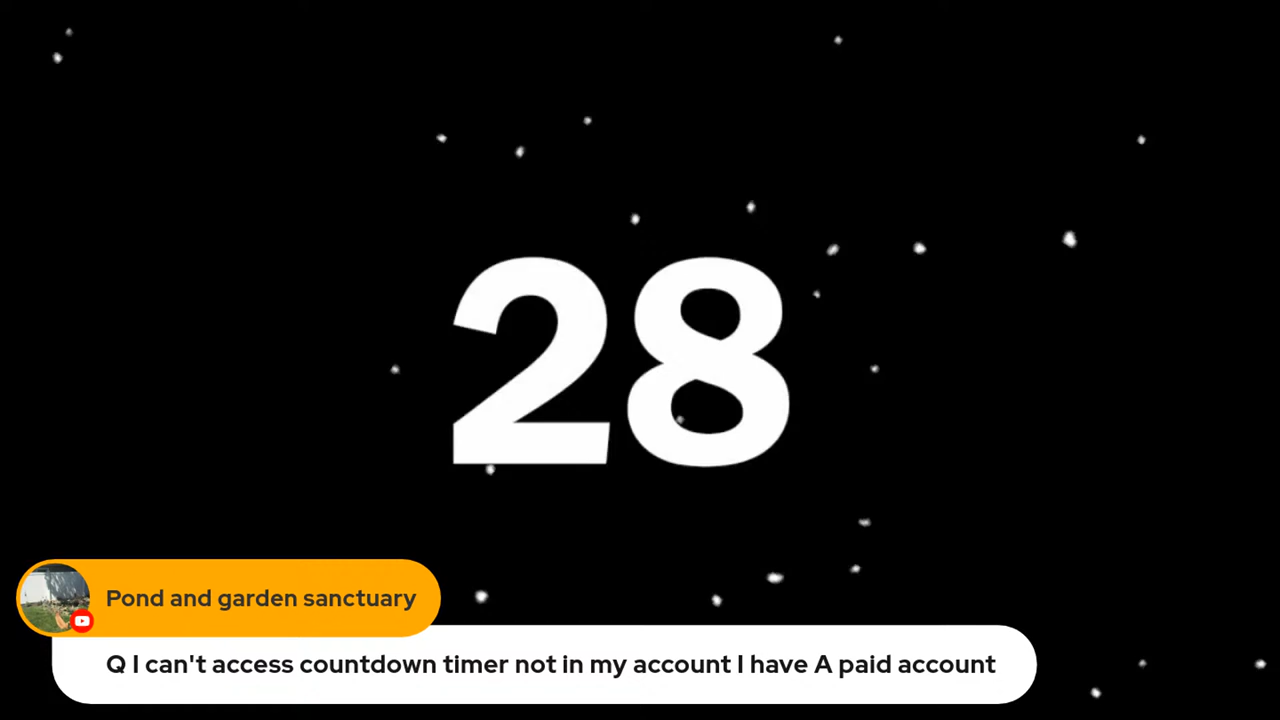 28
Pond and garden sanctuary
Q I can't access countdown timer not in my account I have A paid account